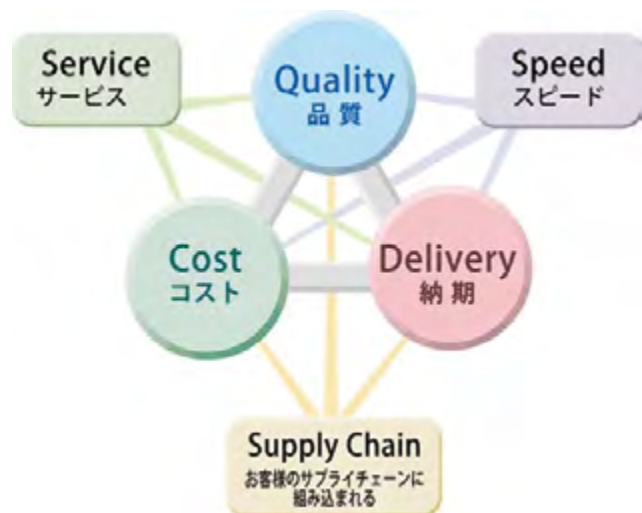 Service
サービス
Quality
品質
Speed
スピード
Cost
コスト
Delivery
納期
Supply Chain
お客様のサプライチェーンに
組み込まれる